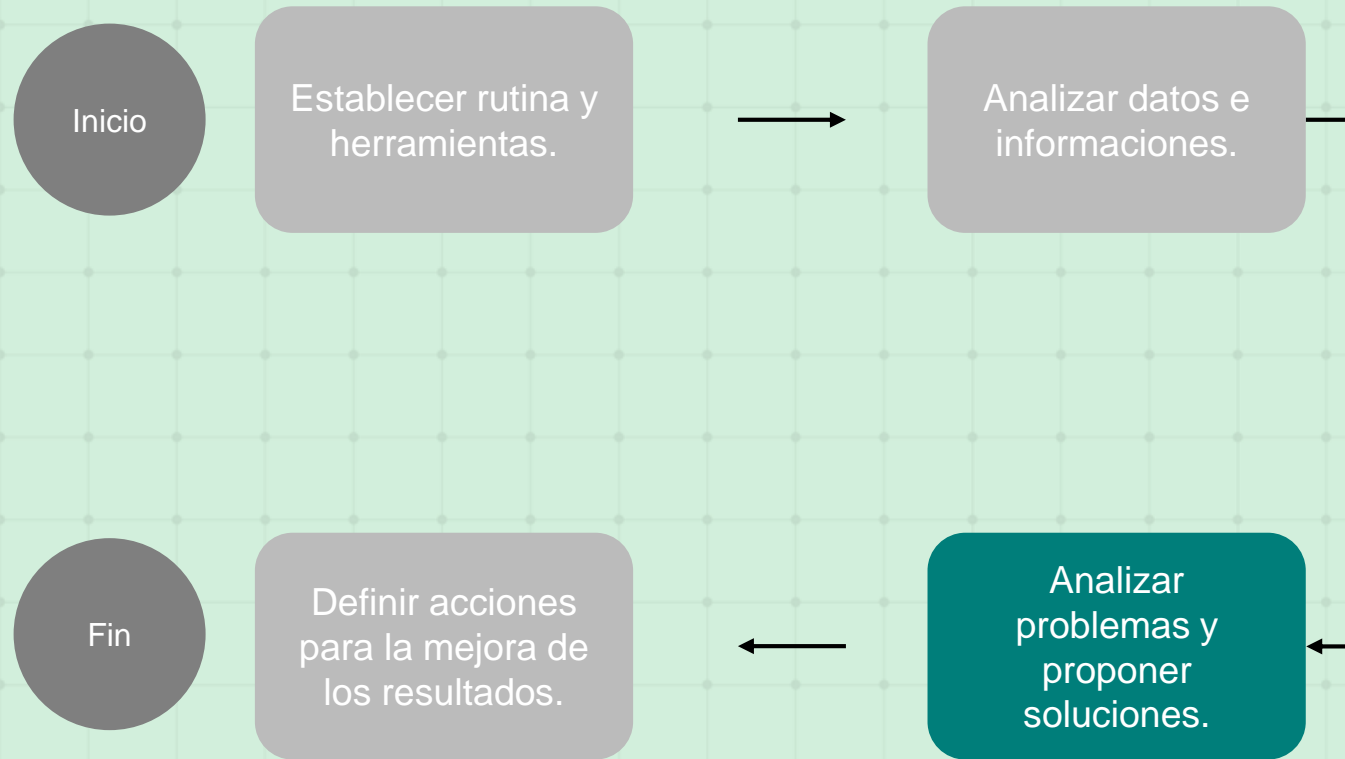 Inicio
Establecer rutina y
herramientas.
Analizar datos e
informaciones.
Fin
Definir acciones
para la mejora de
los resultados.
Analizar
problemas y
proponer
soluciones.